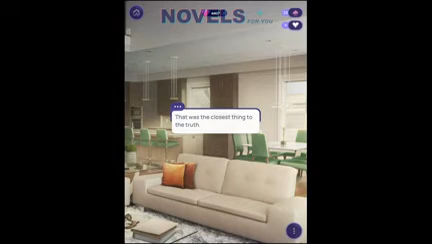 NOVELS
FOR YOU
That was the closest thing to
the truth.